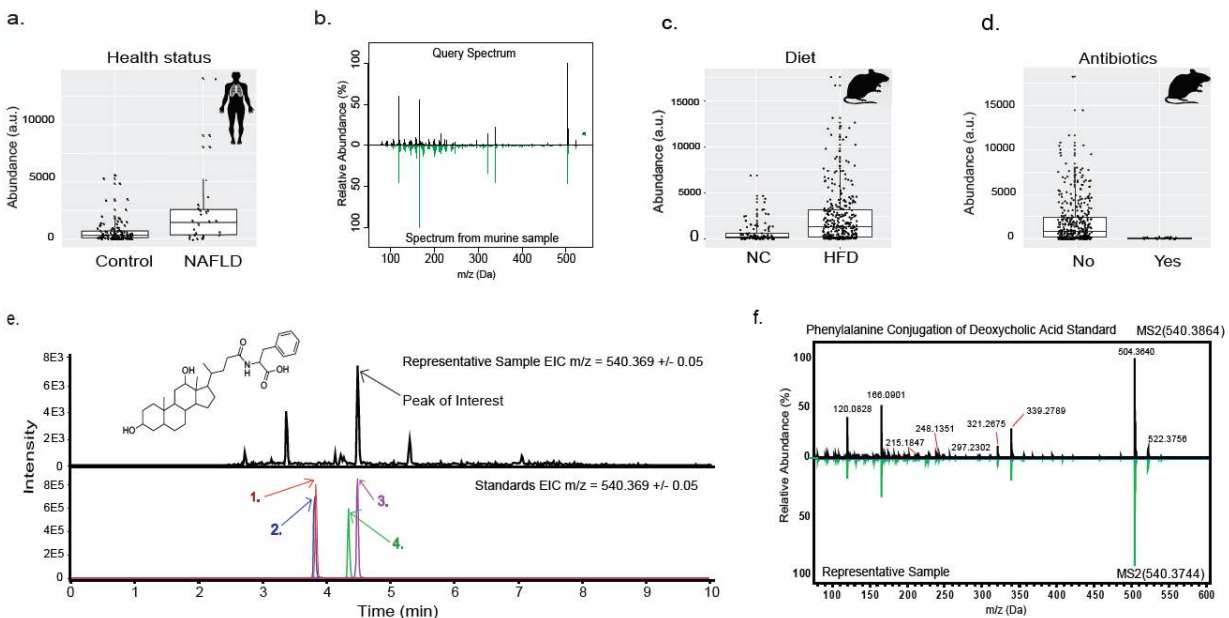 a.
Health status
Abundance (a.u.)
10000
5000
0
Control
NAFLD
b.
Query Spectrum
Relative Abundance (%)
100
50
0
50
100
Spectrum from murine sample
100
200
300
400
500
m/z (Da)
c.
Diet
Abundance (a.u.)
15000
10000
5000
0
NC
HFD
d.
Antibiotics
Abundance (a.u.)
15000
10000
5000
0
No
Yes
e.
O
OH
N
H
O
OH
HO
Representative Sample EIC m/z = 540.369 +/- 0.05
Peak of Interest
8E3
6E3
4E3
2E3
0
Intensity
Standards EIC m/z = 540.369 +/- 0.05
1.
2.
3.
4.
8E5
6E5
4E5
2E5
0
0
1
2
3
4
5
6
7
8
9
10
Time (min)
f.
Phenylalanine Conjugation of Deoxycholic Acid Standard
MS2(540.3864)
504.3640
120.0828
166.0901
215.1847
248.1351
297.2302
321.2675
339.2789
522.3756
Relative Abundance (%)
100
50
0
50
100
Representative Sample
MS2(540.3744)
100
150
200
250
300
350
400
450
500
550
600
m/z (Da)